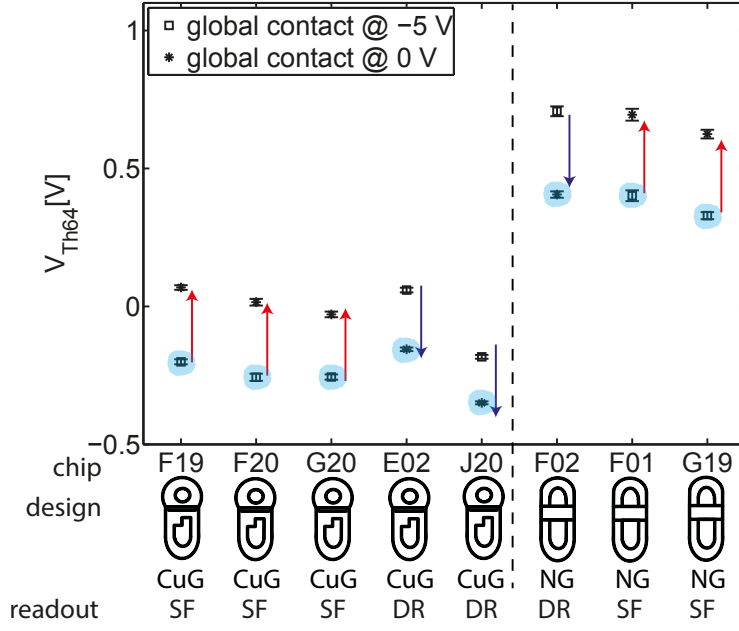 1
global contact @ −5 V
global contact @ 0 V
0.5
V_Th64[V]
0
−0.5
chip F19 F20 G20 E02 J20 F02 F01 G19
design
CuG CuG CuG CuG CuG NG NG NG
readout SF SF SF DR DR DR SF SF